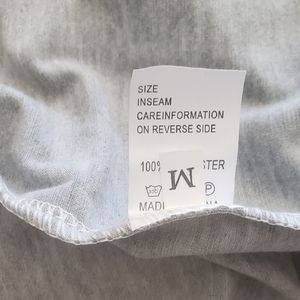 SIZE
INSEAM
CAREINFORMATION
ON REVERSE SIDE
100%
M
P